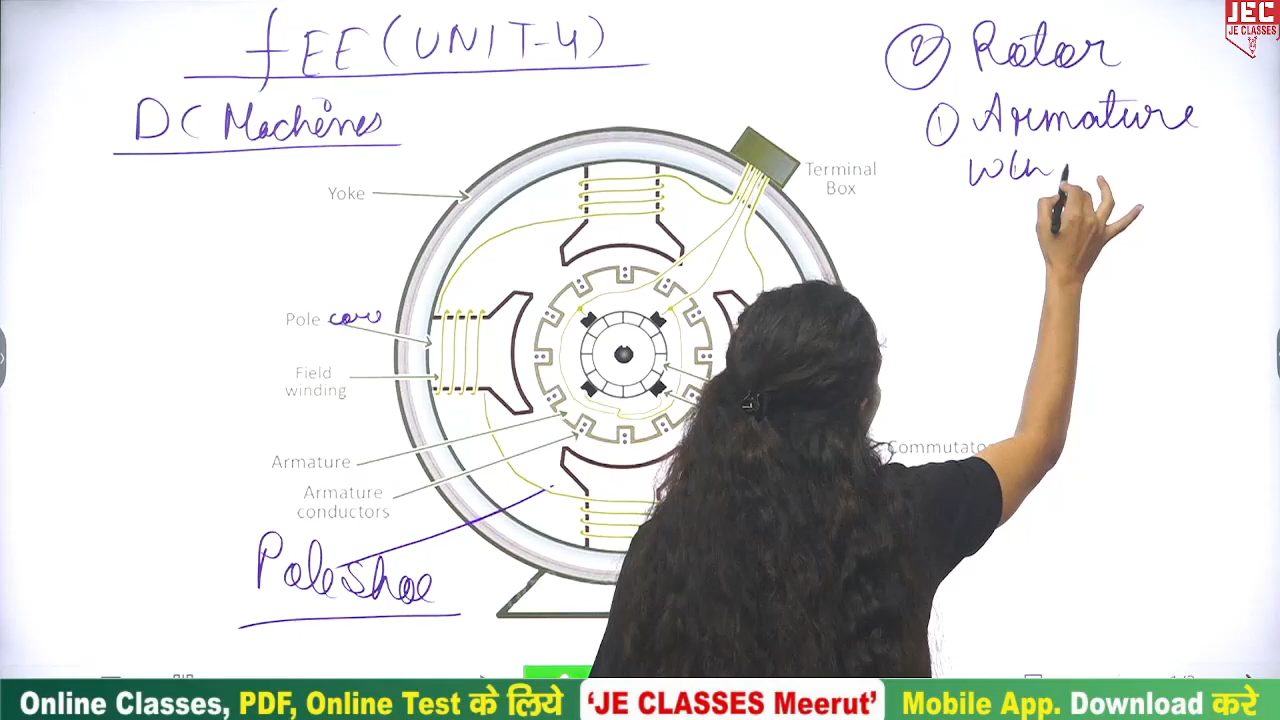 JEC
JE CLASSES
fEE (UNIT-4)
DC Machines
② Rotor
① Armature
Win
Terminal
Box
Yoke
Pole core
Field
winding
Armature
Armature
conductors
Commutato
Pole shoe
Online Classes, PDF, Online Test के लिये 'JE CLASSES Meerut' Mobile App. Download करे